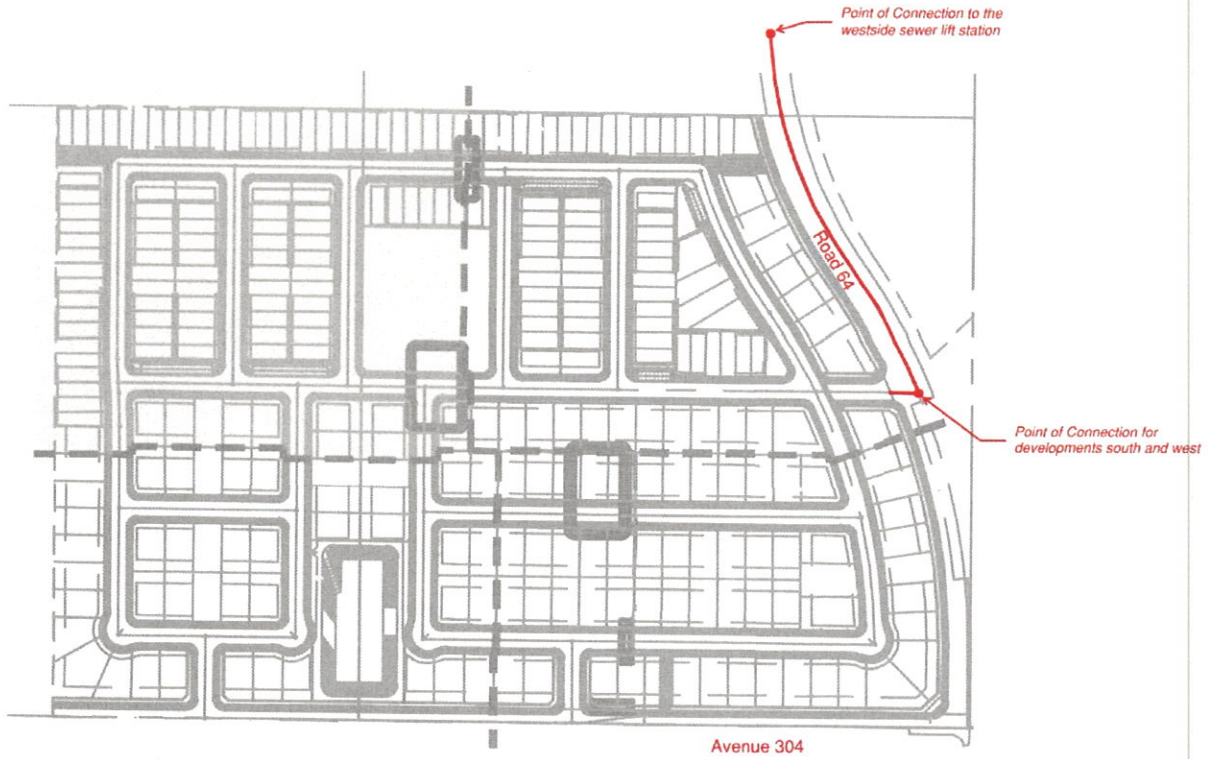 Point of Connection to the
westside sewer lift station
Road 64
Point of Connection for
developments south and west
Avenue 304